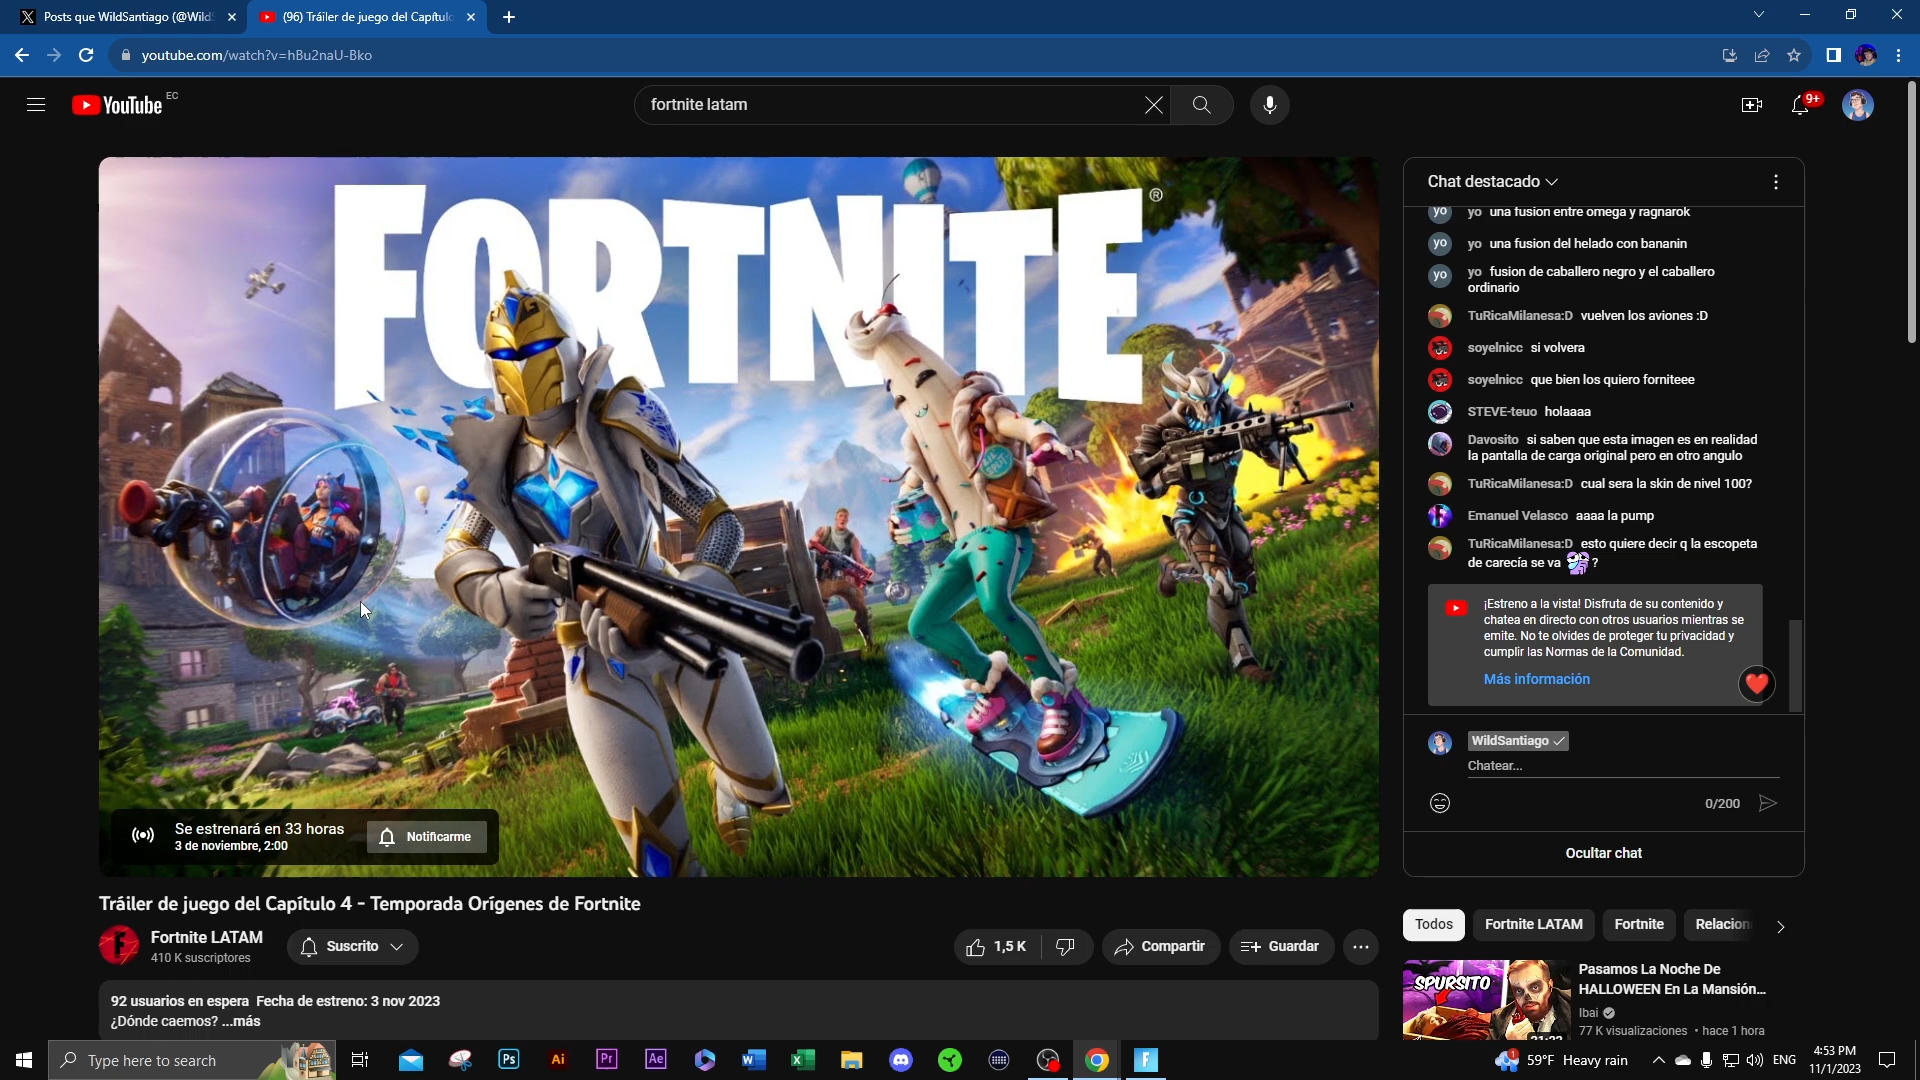 Posts que WildSantiago (@Wild
(96) Tráiler de juego del Capítulo
youtube.com/watch?v=hBu2naU-Bko
YouTube EC
fortnite latam
9+
FORTNITE®
Se estrenará en 33 horas
3 de noviembre, 2:00
Notificarme
Chat destacado
yo yo una fusion entre omega y ragnarok
yo yo una fusion del helado con bananin
yo yo fusion de caballero negro y el caballero
ordinario
TuRicaMilanesa:D vuelven los aviones :D
soyelnicc si volvera
soyelnicc que bien los quiero forniteee
STEVE-teuo holaaaa
Davosito si saben que esta imagen es en realidad
la pantalla de carga original pero en otro angulo
TuRicaMilanesa:D cual sera la skin de nivel 100?
Emanuel Velasco aaaa la pump
TuRicaMilanesa:D esto quiere decir q la escopeta
de carecía se va ?
¡Estreno a la vista! Disfruta de su contenido y
chatea en directo con otros usuarios mientras se
emite. No te olvides de proteger tu privacidad y
cumplir las Normas de la Comunidad.
Más información
WildSantiago
Chatear...
0/200
Ocultar chat
Tráiler de juego del Capítulo 4 - Temporada Orígenes de Fortnite
Fortnite LATAM
410 K suscriptores
Suscrito
1,5 K
Compartir
Guardar
92 usuarios en espera Fecha de estreno: 3 nov 2023
¿Dónde caemos? ...más
Todos
Fortnite LATAM
Fortnite
Relacion
SPURSITO
Pasamos La Noche De
HALLOWEEN En La Mansión...
Ibai
77 K visualizaciones • hace 1 hora
Type here to search
Ps
Ai
Pr
Ae
1
59°F Heavy rain
ENG
4:53 PM
11/1/2023